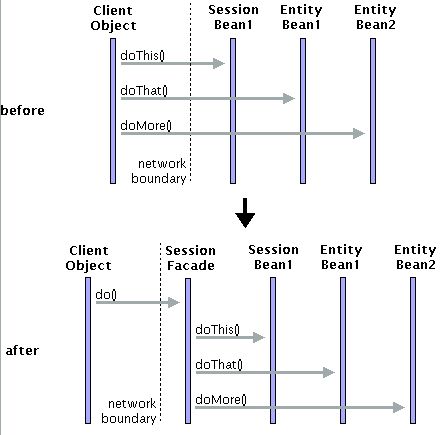 Client Object
Session Bean1
Entity Bean1
Entity Bean2
before
doThis()
doThat()
doMore()
network boundary
Client Object
Session Facade
Session Bean1
Entity Bean1
Entity Bean2
after
do()
doThis()
doThat()
doMore()
network boundary